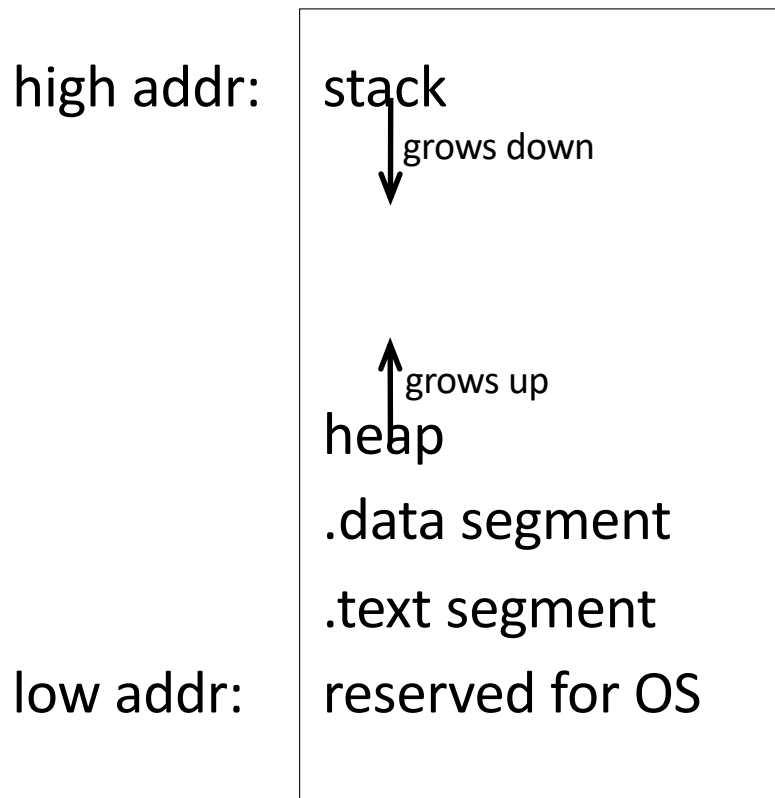 high addr: stack
grows down
grows up
heap
.data segment
.text segment
low addr: reserved for OS